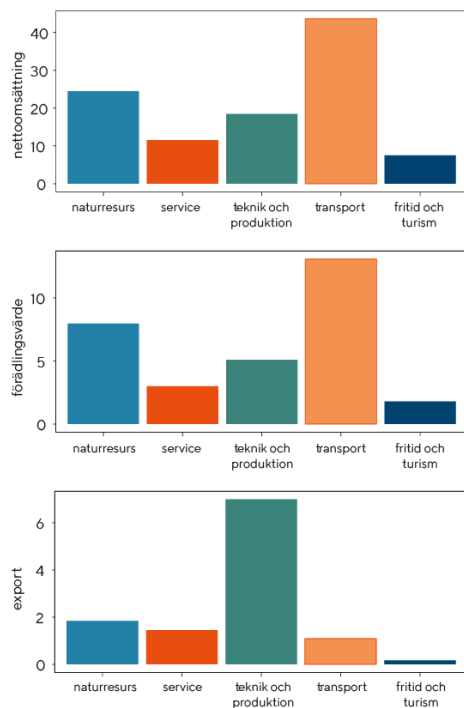 nettoomsättning
40
30
20
10
0
naturresurs service teknik och transport fritid och
produktion turism
förädlingsvärde
10
5
0
naturresurs service teknik och transport fritid och
produktion turism
export
6
4
2
0
naturresurs service teknik och transport fritid och
produktion turism